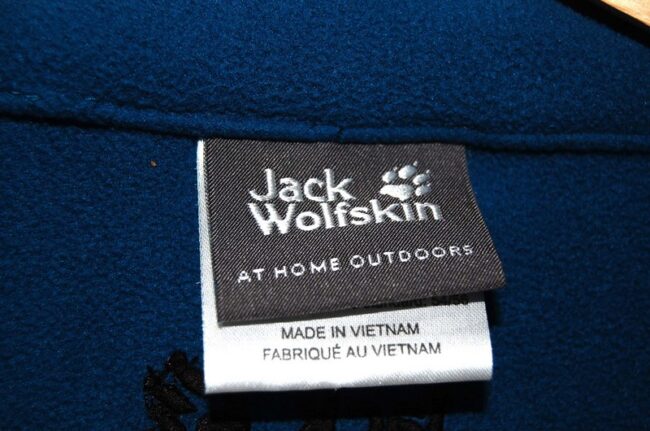 Jack
Wolfskin
AT HOME OUTDOORS
MADE IN VIETNAM
FABRIQUÉ AU VIETNAM